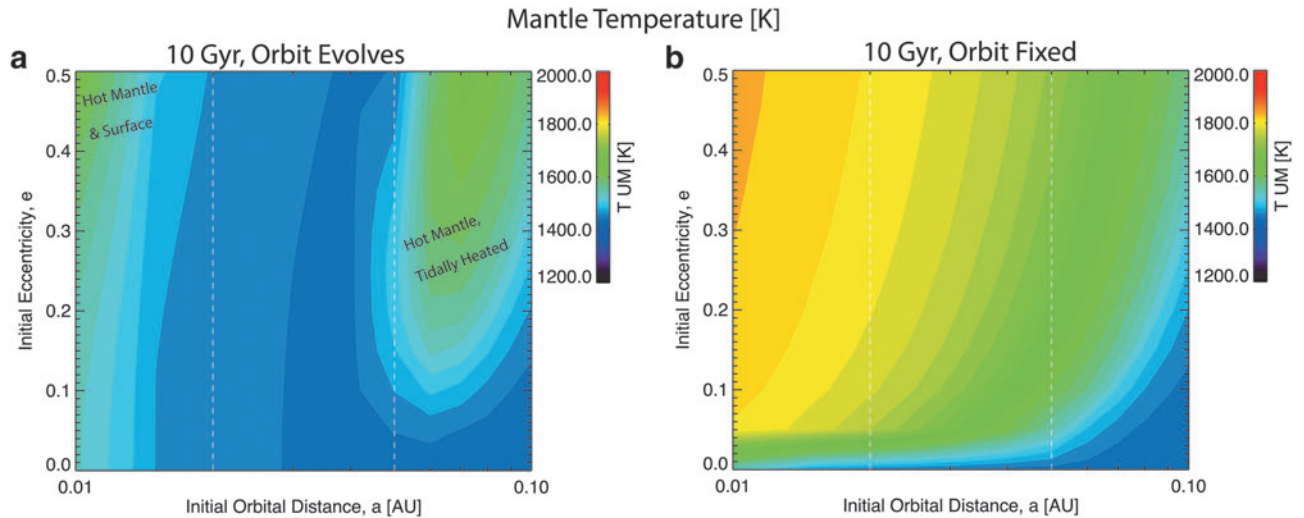 Mantle Temperature [K]
a
10 Gyr, Orbit Evolves
0.5
0.4
0.3
0.2
0.1
0.0
Initial Eccentricity, e
Hot Mantle
& Surface
Hot Mantle,
Tidally Heated
0.01
0.10
Initial Orbital Distance, a [AU]
2000.0
1800.0
1600.0
1400.0
1200.0
T UM [K]
b
10 Gyr, Orbit Fixed
0.5
0.4
0.3
0.2
0.1
0.0
Initial Eccentricity, e
0.01
0.10
Initial Orbital Distance, a [AU]
2000.0
1800.0
1600.0
1400.0
1200.0
T UM [K]